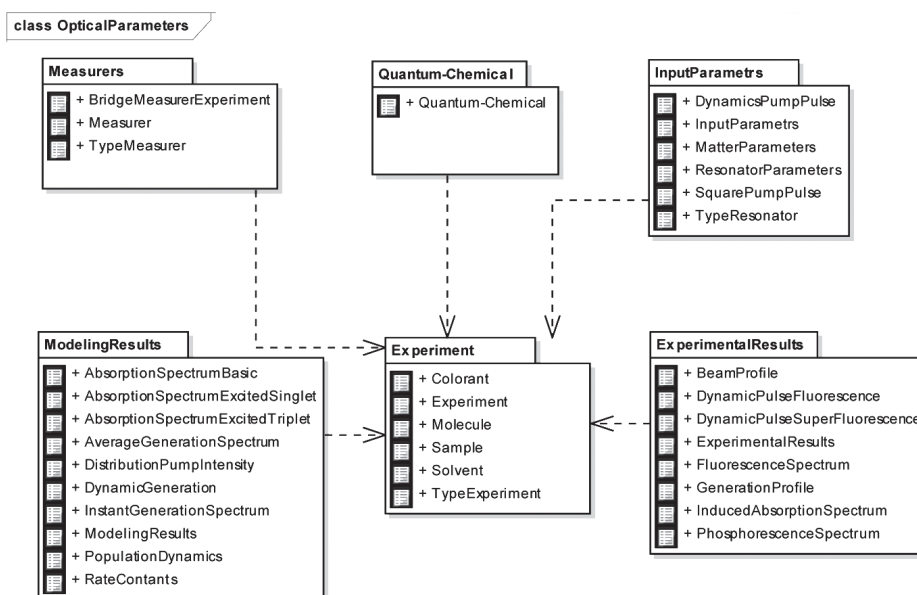 class OpticalParameters
Measurers
+ BridgeMeasurerExperiment
+ Measurer
+ TypeMeasurer
Quantum-Chemical
+ Quantum-Chemical
InputParametrs
+ DynamicsPumpPulse
+ InputParametrs
+ MatterParameters
+ ResonatorParameters
+ SquarePumpPulse
+ TypeResonator
ModelingResults
+ AbsorptionSpectrumBasic
+ AbsorptionSpectrumExcitedSinglet
+ AbsorptionSpectrumExcitedTriplet
+ AverageGenerationSpectrum
+ DistributionPumpIntensity
+ DynamicGeneration
+ InstantGenerationSpectrum
+ ModelingResults
+ PopulationDynamics
+ RateContants
Experiment
+ Colorant
+ Experiment
+ Molecule
+ Sample
+ Solvent
+ TypeExperiment
ExperimentalResults
+ BeamProfile
+ DynamicPulseFluorescence
+ DynamicPulseSuperFluorescence
+ ExperimentalResults
+ FluorescenceSpectrum
+ GenerationProfile
+ InducedAbsorptionSpectrum
+ PhosphorescenceSpectrum